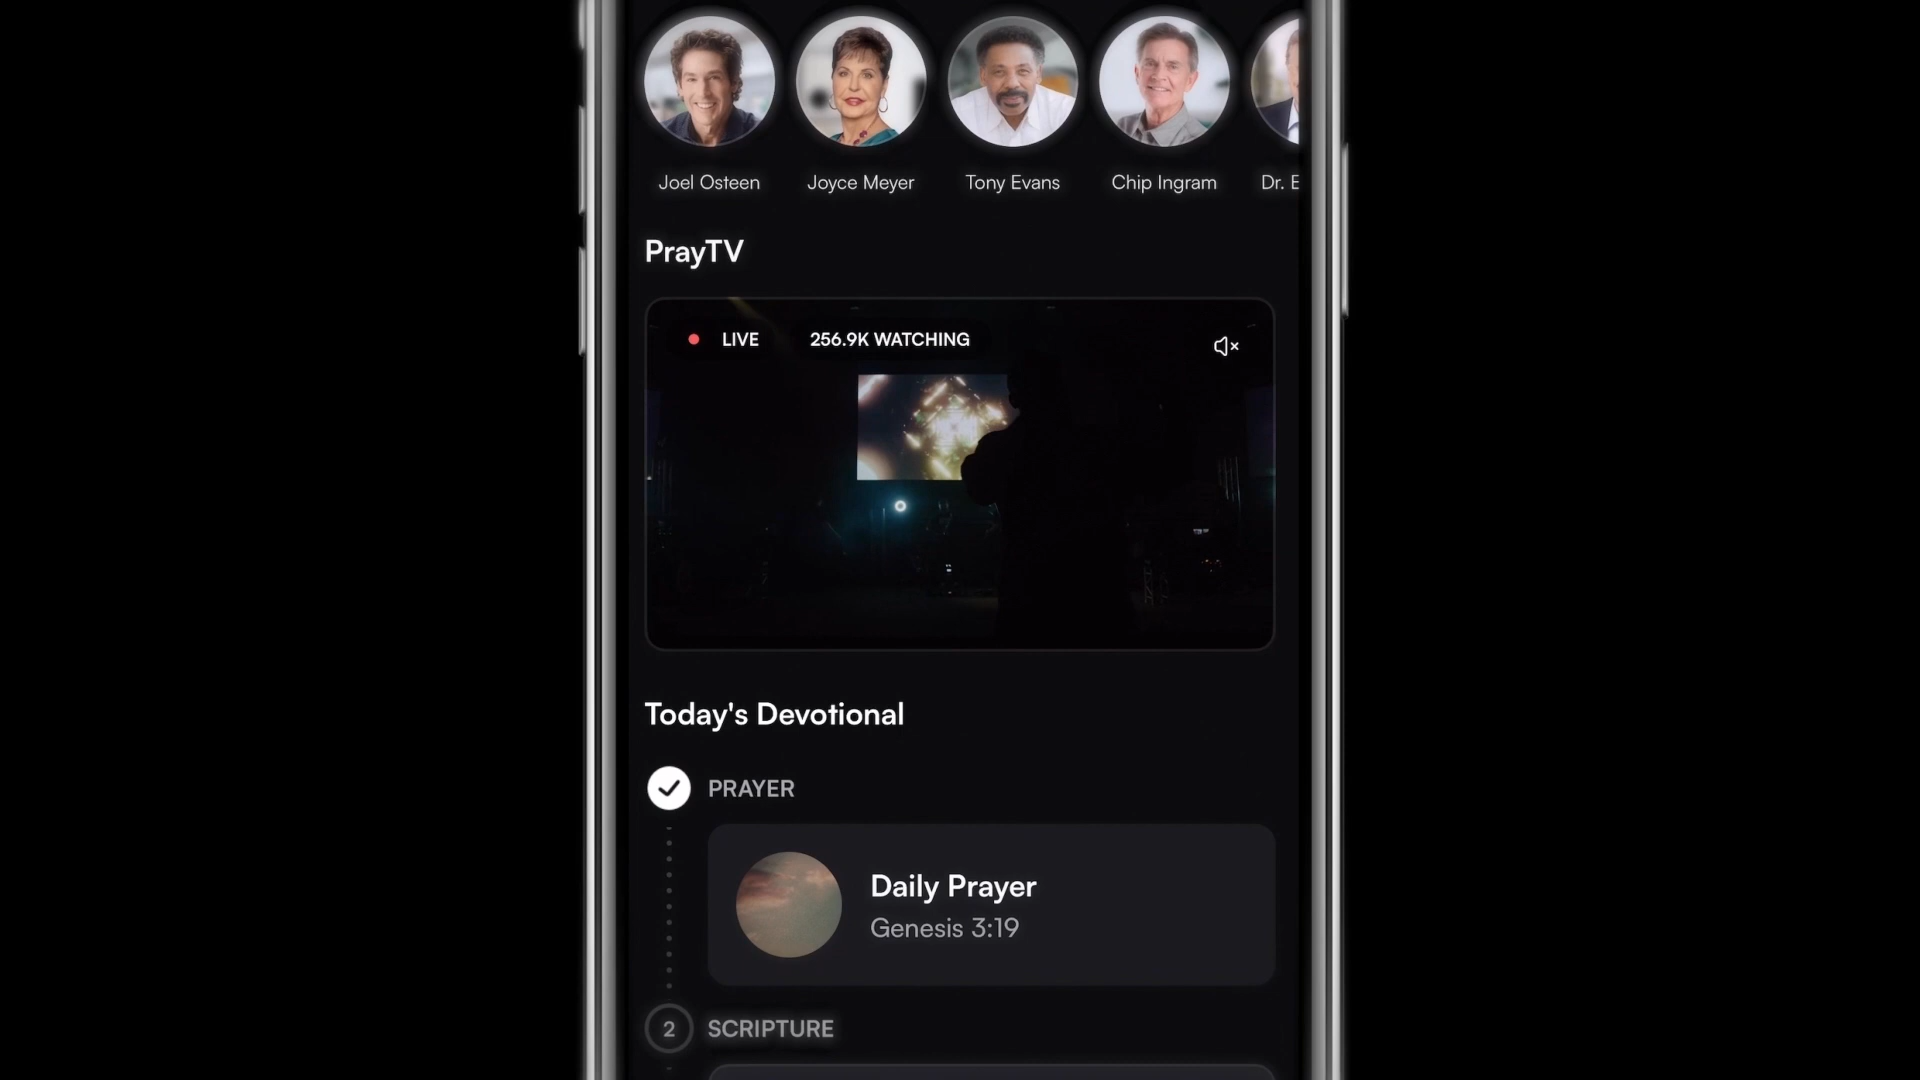 Joel Osteen
Joyce Meyer
Tony Evans
Chip Ingram
Dr. E
PrayTV
LIVE
256.9K WATCHING
Today's Devotional
PRAYER
Daily Prayer
Genesis 3:19
2
SCRIPTURE